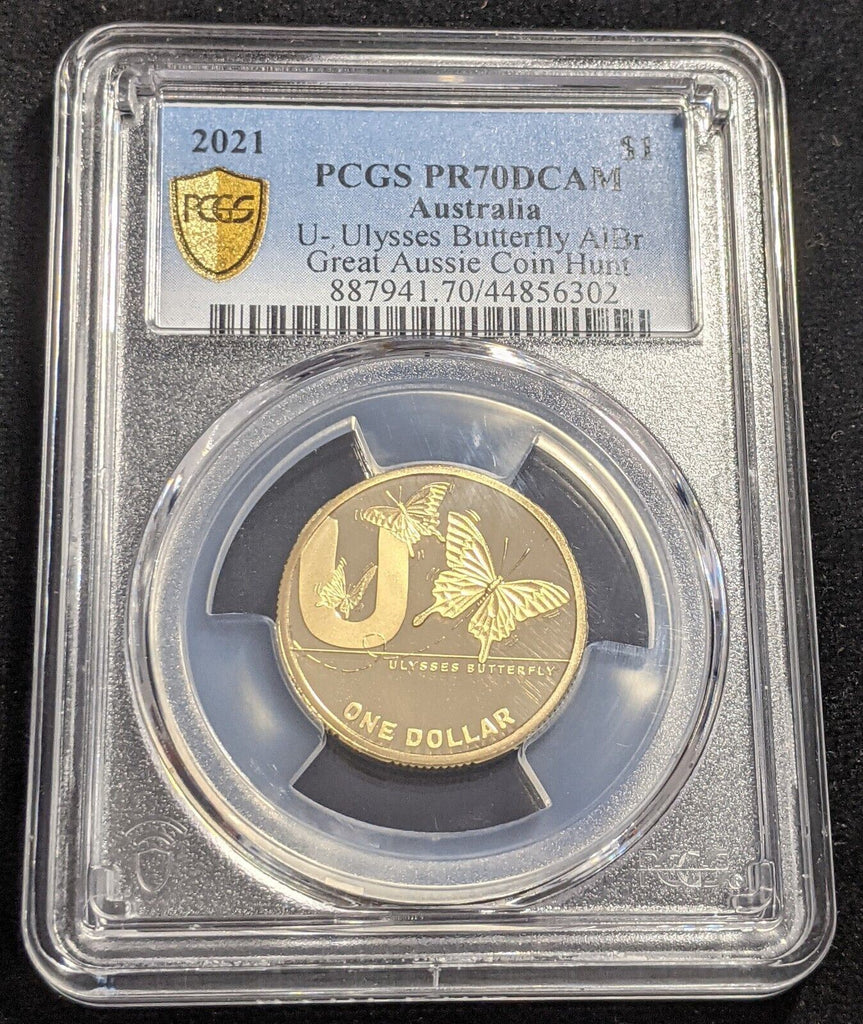 2021 $1
PCGS PR70DCAM
Australia
U-, Ulysses Butterfly AlBr
Great Aussie Coin Hunt
887941.70/44856302
PCGS
U
ULYSSES BUTTERFLY
ONE DOLLAR
PCGS